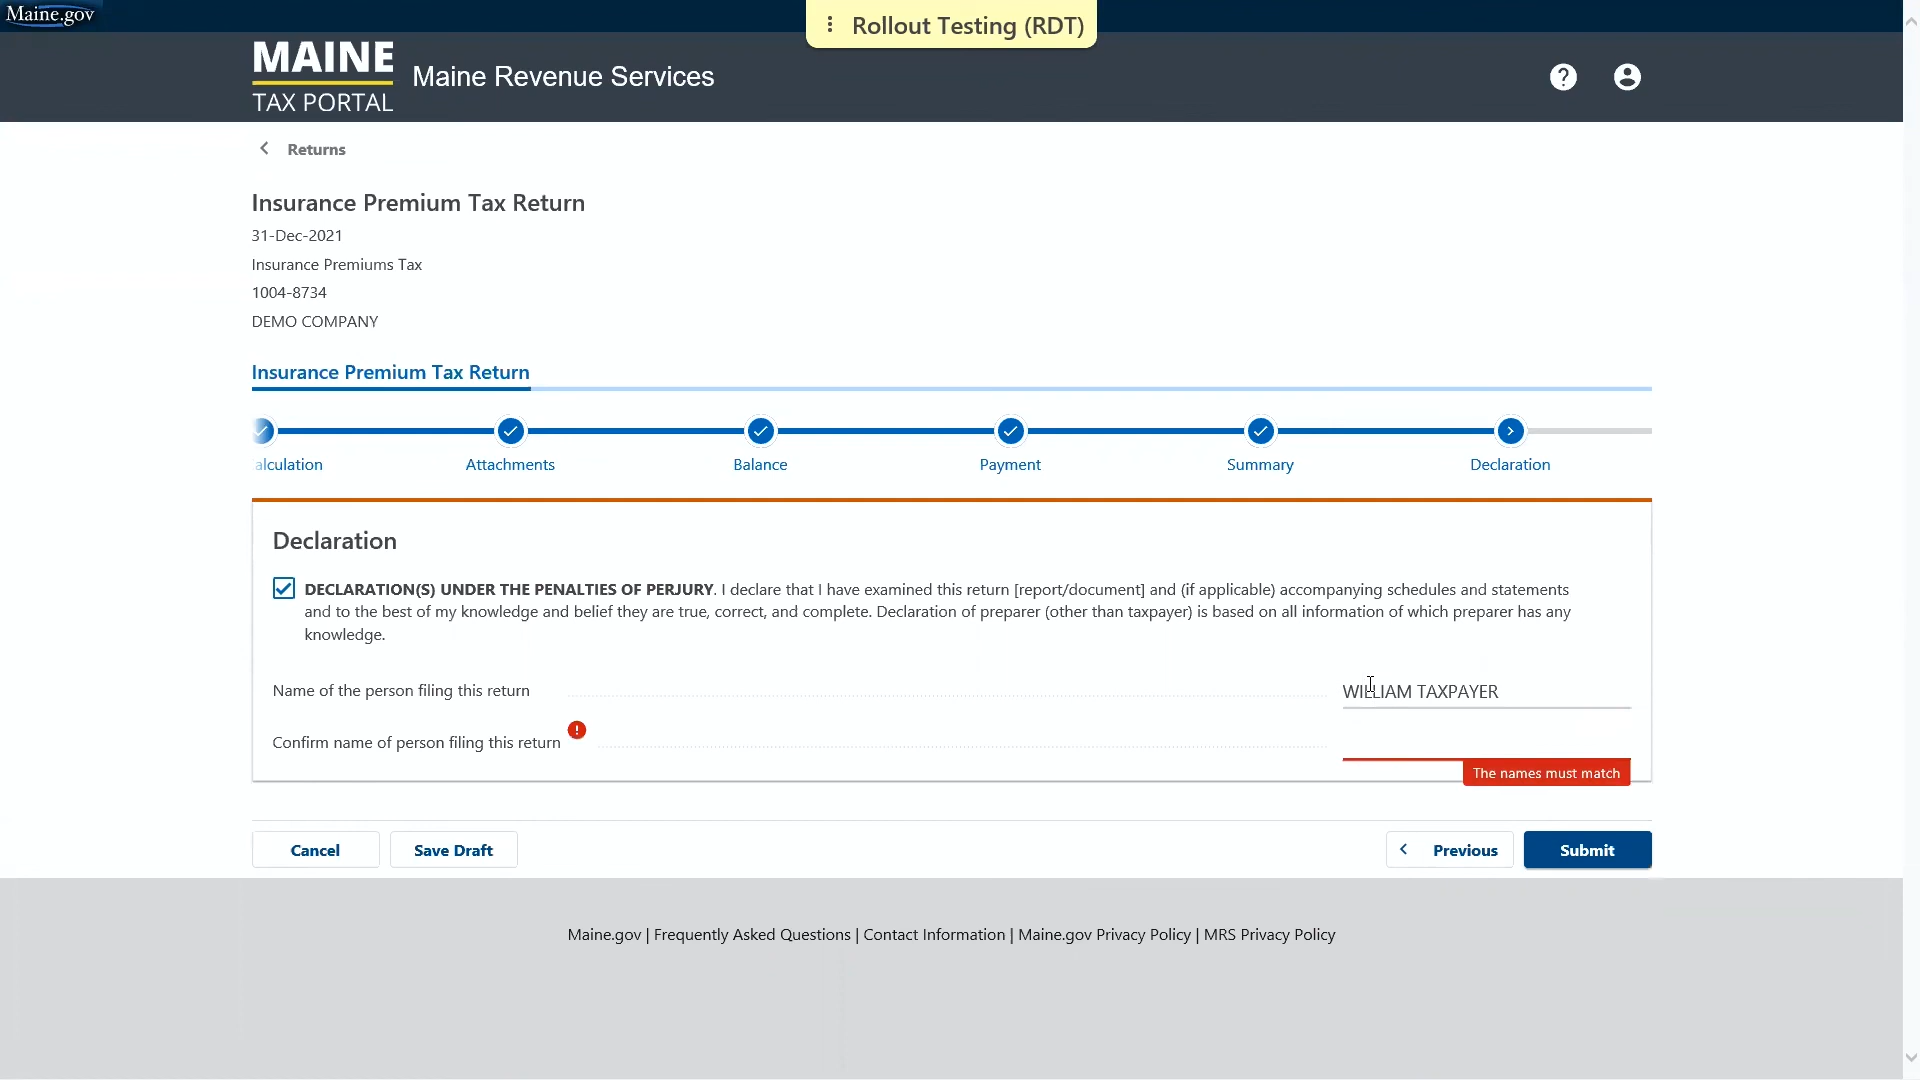 Maine.gov
Rollout Testing (RDT)
MAINE
TAX PORTAL
Maine Revenue Services
Returns
Insurance Premium Tax Return
31-Dec-2021
Insurance Premiums Tax
1004-8734
DEMO COMPANY
Insurance Premium Tax Return
alculation
Attachments
Balance
Payment
Summary
Declaration
Declaration
DECLARATION(S) UNDER THE PENALTIES OF PERJURY. I declare that I have examined this return [report/document] and (if applicable) accompanying schedules and statements
and to the best of my knowledge and belief they are true, correct, and complete. Declaration of preparer (other than taxpayer) is based on all information of which preparer has any
knowledge.
Name of the person filing this return
WILLIAM TAXPAYER
Confirm name of person filing this return
The names must match
Cancel
Save Draft
Previous
Submit
Maine.gov | Frequently Asked Questions | Contact Information | Maine.gov Privacy Policy | MRS Privacy Policy